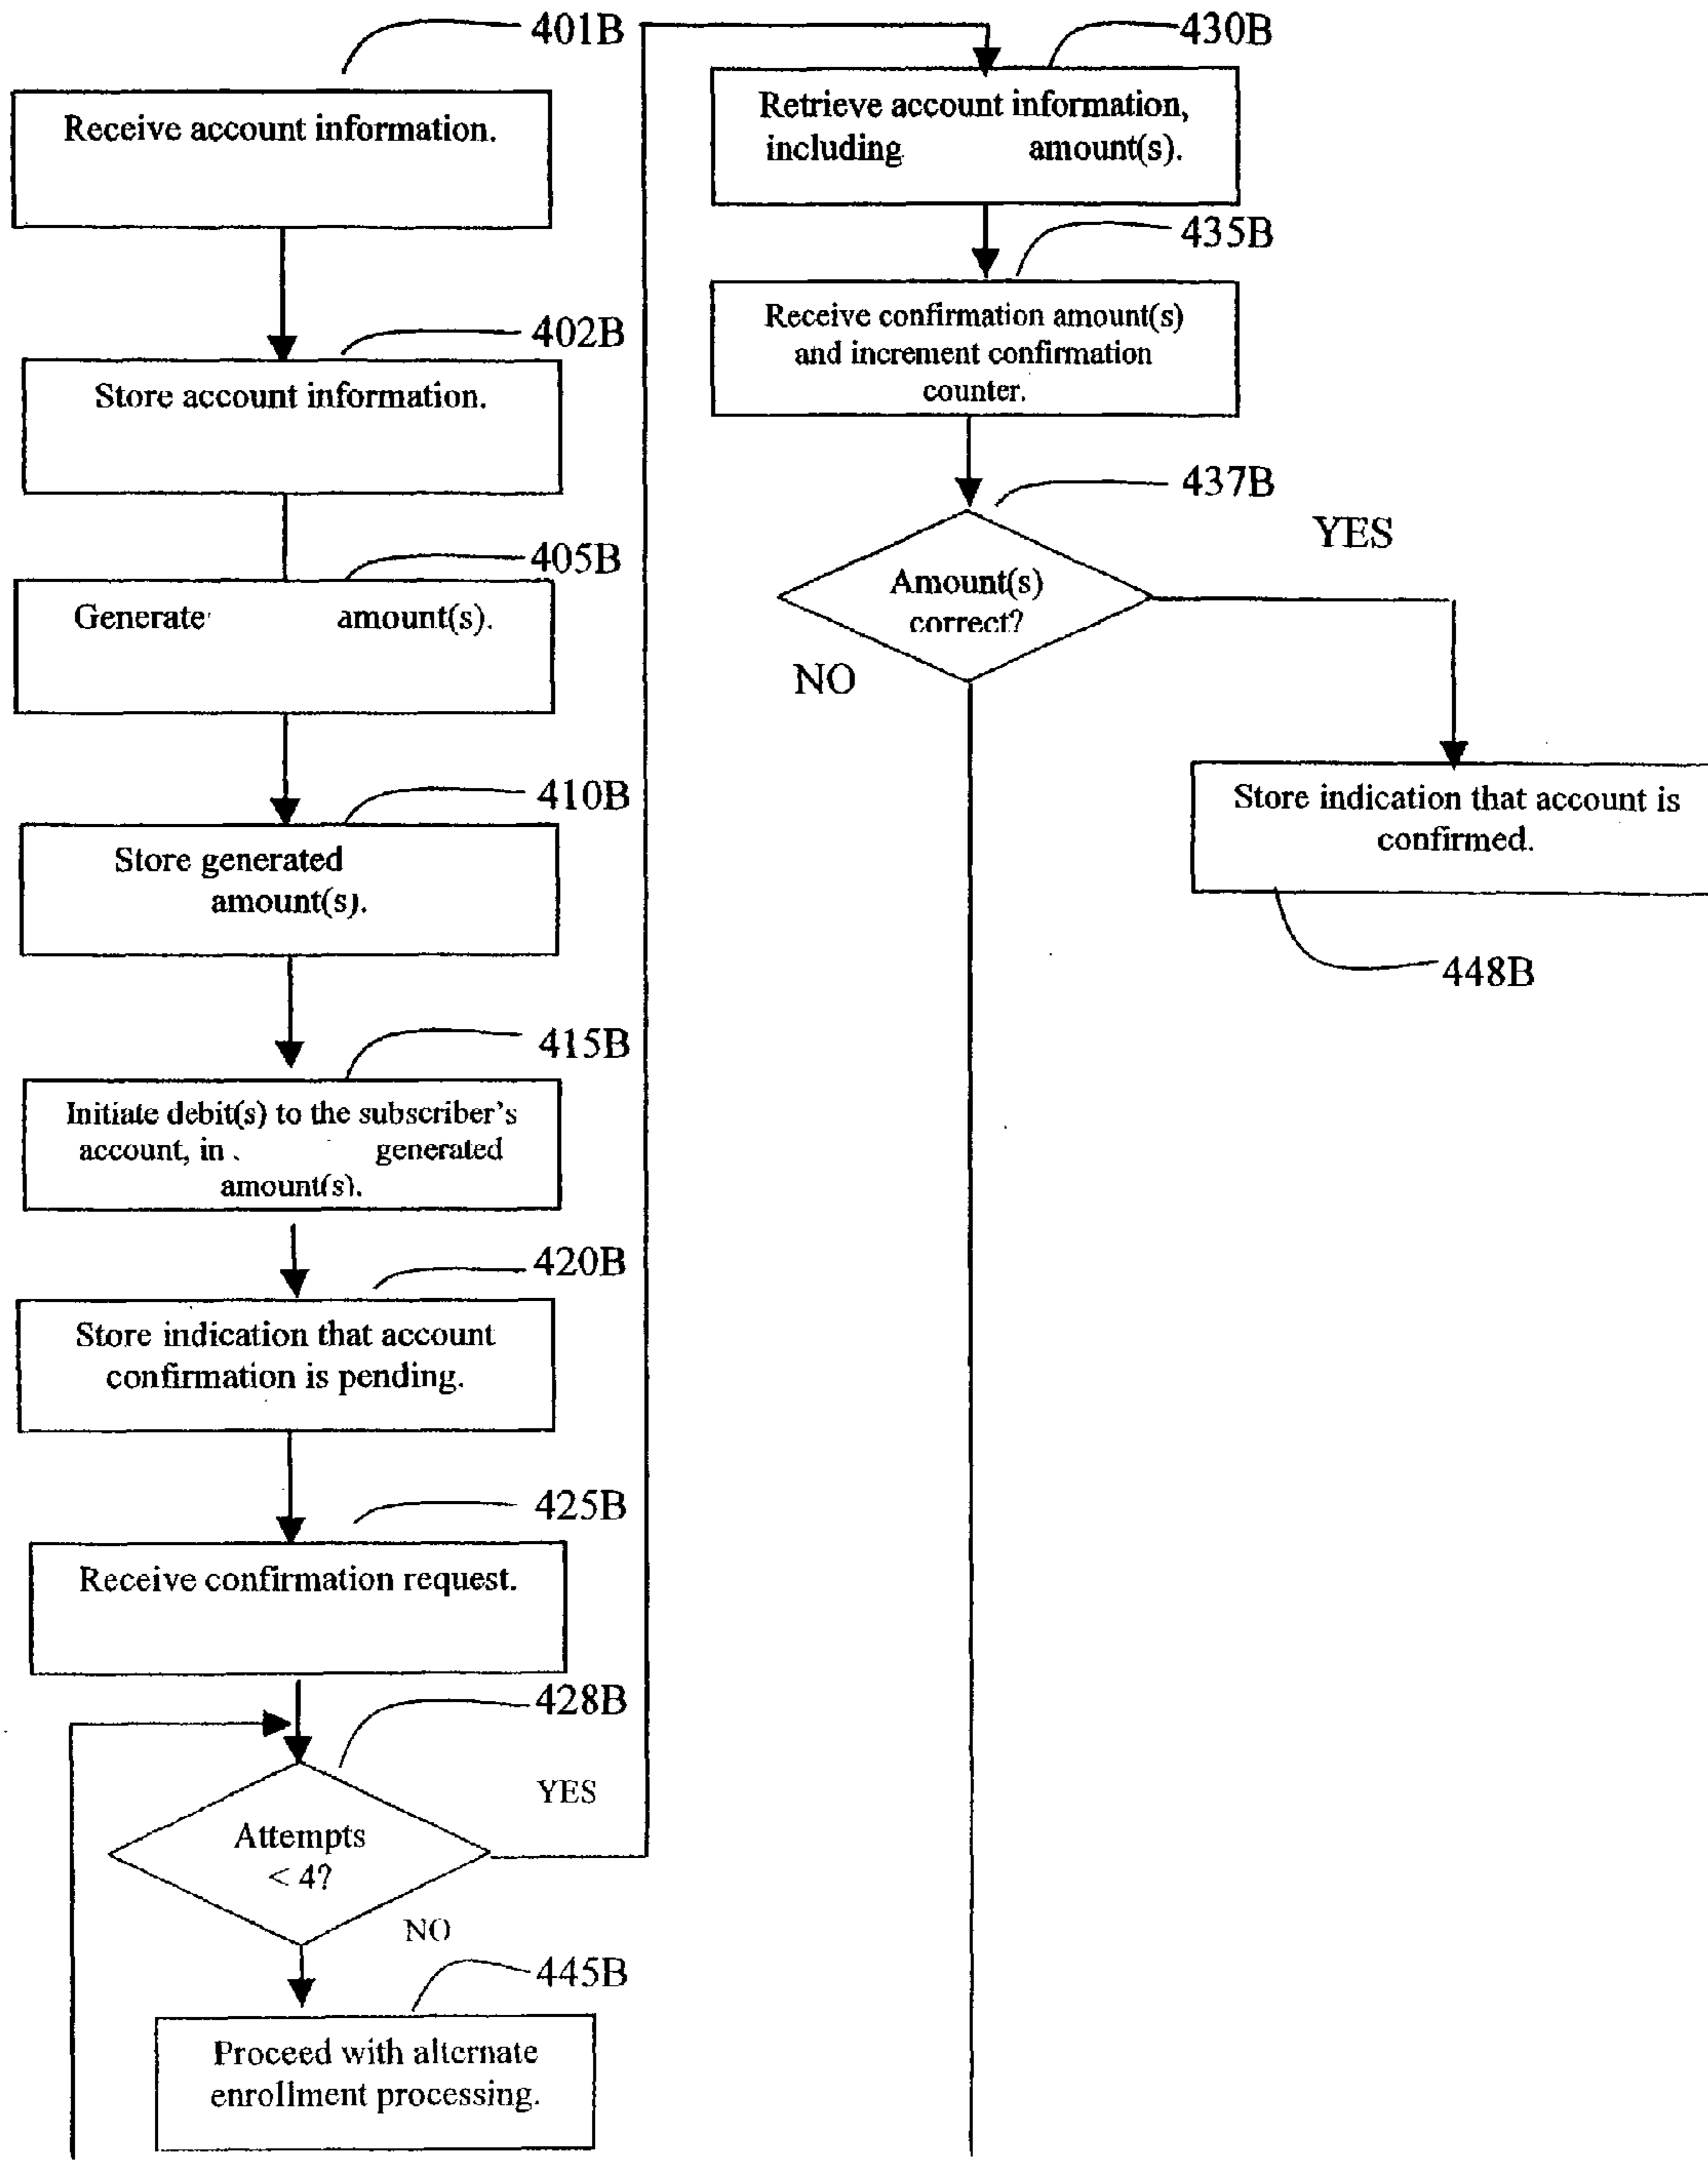 401B
Receive account information.
402B
Store account information.
405B
Generate amount(s).
410B
Store generated
amount(s).
415B
Initiate debit(s) to the subscriber's
account, in generated
amount(s).
420B
Store indication that account
confirmation is pending.
425B
Receive confirmation request.
428B
Attempts
< 4?
YES
NO
445B
Proceed with alternate
enrollment processing.
430B
Retrieve account information,
including amount(s).
435B
Receive confirmation amount(s)
and increment confirmation
counter.
437B
Amount(s)
correct?
YES
NO
Store indication that account is
confirmed.
448B